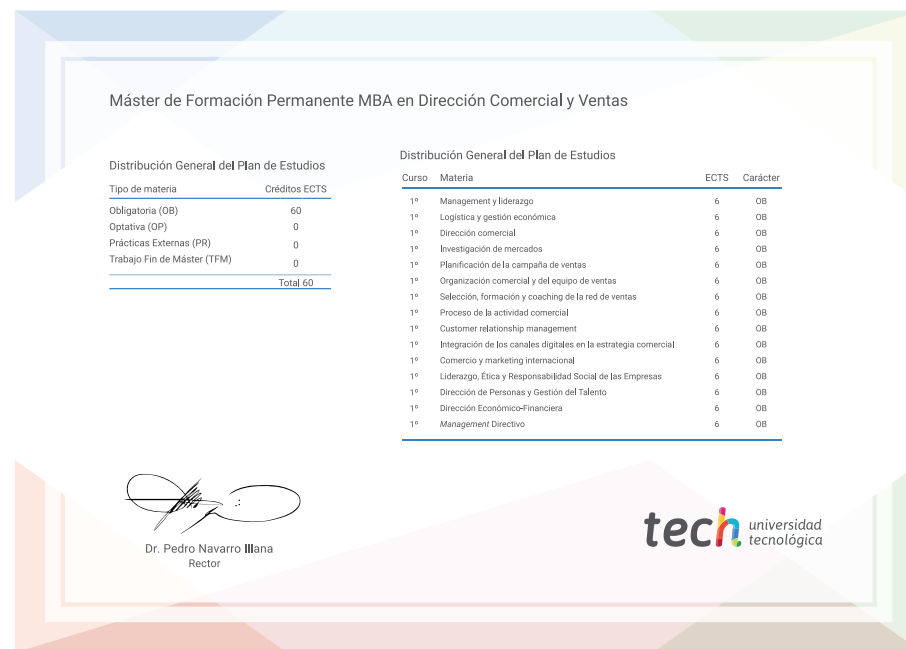 Máster de Formación Permanente MBA en Dirección Comercial y Ventas
Distribución General del Plan de Estudios
Tipo de materia Créditos ECTS
Obligatoria (OB) 60
Optativa (OP) 0
Prácticas Externas (PR) 0
Trabajo Fin de Máster (TFM) 0
Total 60
Distribución General del Plan de Estudios
Curso Materia ECTS Carácter
1º Management y liderazgo 6 OB
1º Logística y gestión económica 6 OB
1º Dirección comercial 6 OB
1º Investigación de mercados 6 OB
1º Planificación de la campaña de ventas 6 OB
1º Organización comercial y del equipo de ventas 6 OB
1º Selección, formación y coaching de la red de ventas 6 OB
1º Proceso de la actividad comercial 6 OB
1º Customer relationship management 6 OB
1º Integración de los canales digitales en la estrategia comercial 6 OB
1º Comercio y marketing internacional 6 OB
1º Liderazgo, Ética y Responsabilidad Social de las Empresas 6 OB
1º Dirección de Personas y Gestión del Talento 6 OB
1º Dirección Económico-Financiera 6 OB
1º Management Directivo 6 OB
Dr. Pedro Navarro Illana
Rector
tech universidad
tecnológica